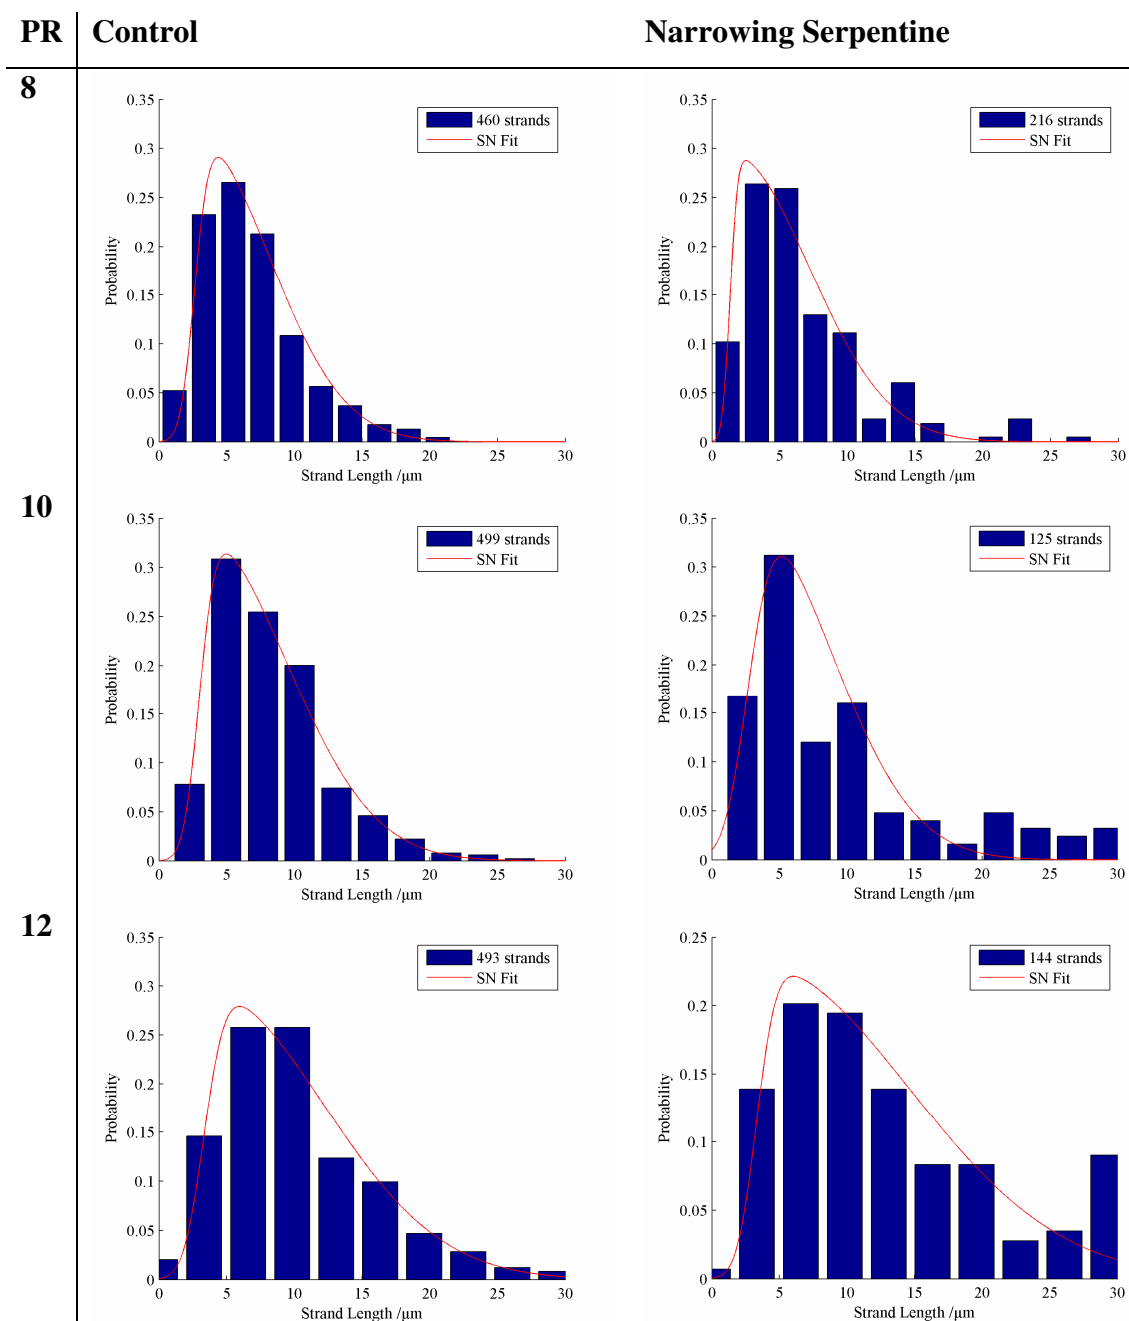 PR Control Narrowing Serpentine
8
0.35
0.3
0.25
0.2
0.15
0.1
0.05
0
0 5 10 15 20 25 30
Probability
Strand Length /µm
460 strands
SN Fit
0.35
0.3
0.25
0.2
0.15
0.1
0.05
0
0 5 10 15 20 25 30
Probability
Strand Length /µm
216 strands
SN Fit
10
0.35
0.3
0.25
0.2
0.15
0.1
0.05
0
0 5 10 15 20 25 30
Probability
Strand Length /µm
499 strands
SN Fit
0.35
0.3
0.25
0.2
0.15
0.1
0.05
0
0 5 10 15 20 25 30
Probability
Strand Length /µm
125 strands
SN Fit
12
0.35
0.3
0.25
0.2
0.15
0.1
0.05
0
0 5 10 15 20 25 30
Probability
Strand Length /µm
493 strands
SN Fit
0.25
0.2
0.15
0.1
0.05
0
0 5 10 15 20 25 30
Probability
Strand Length /µm
144 strands
SN Fit